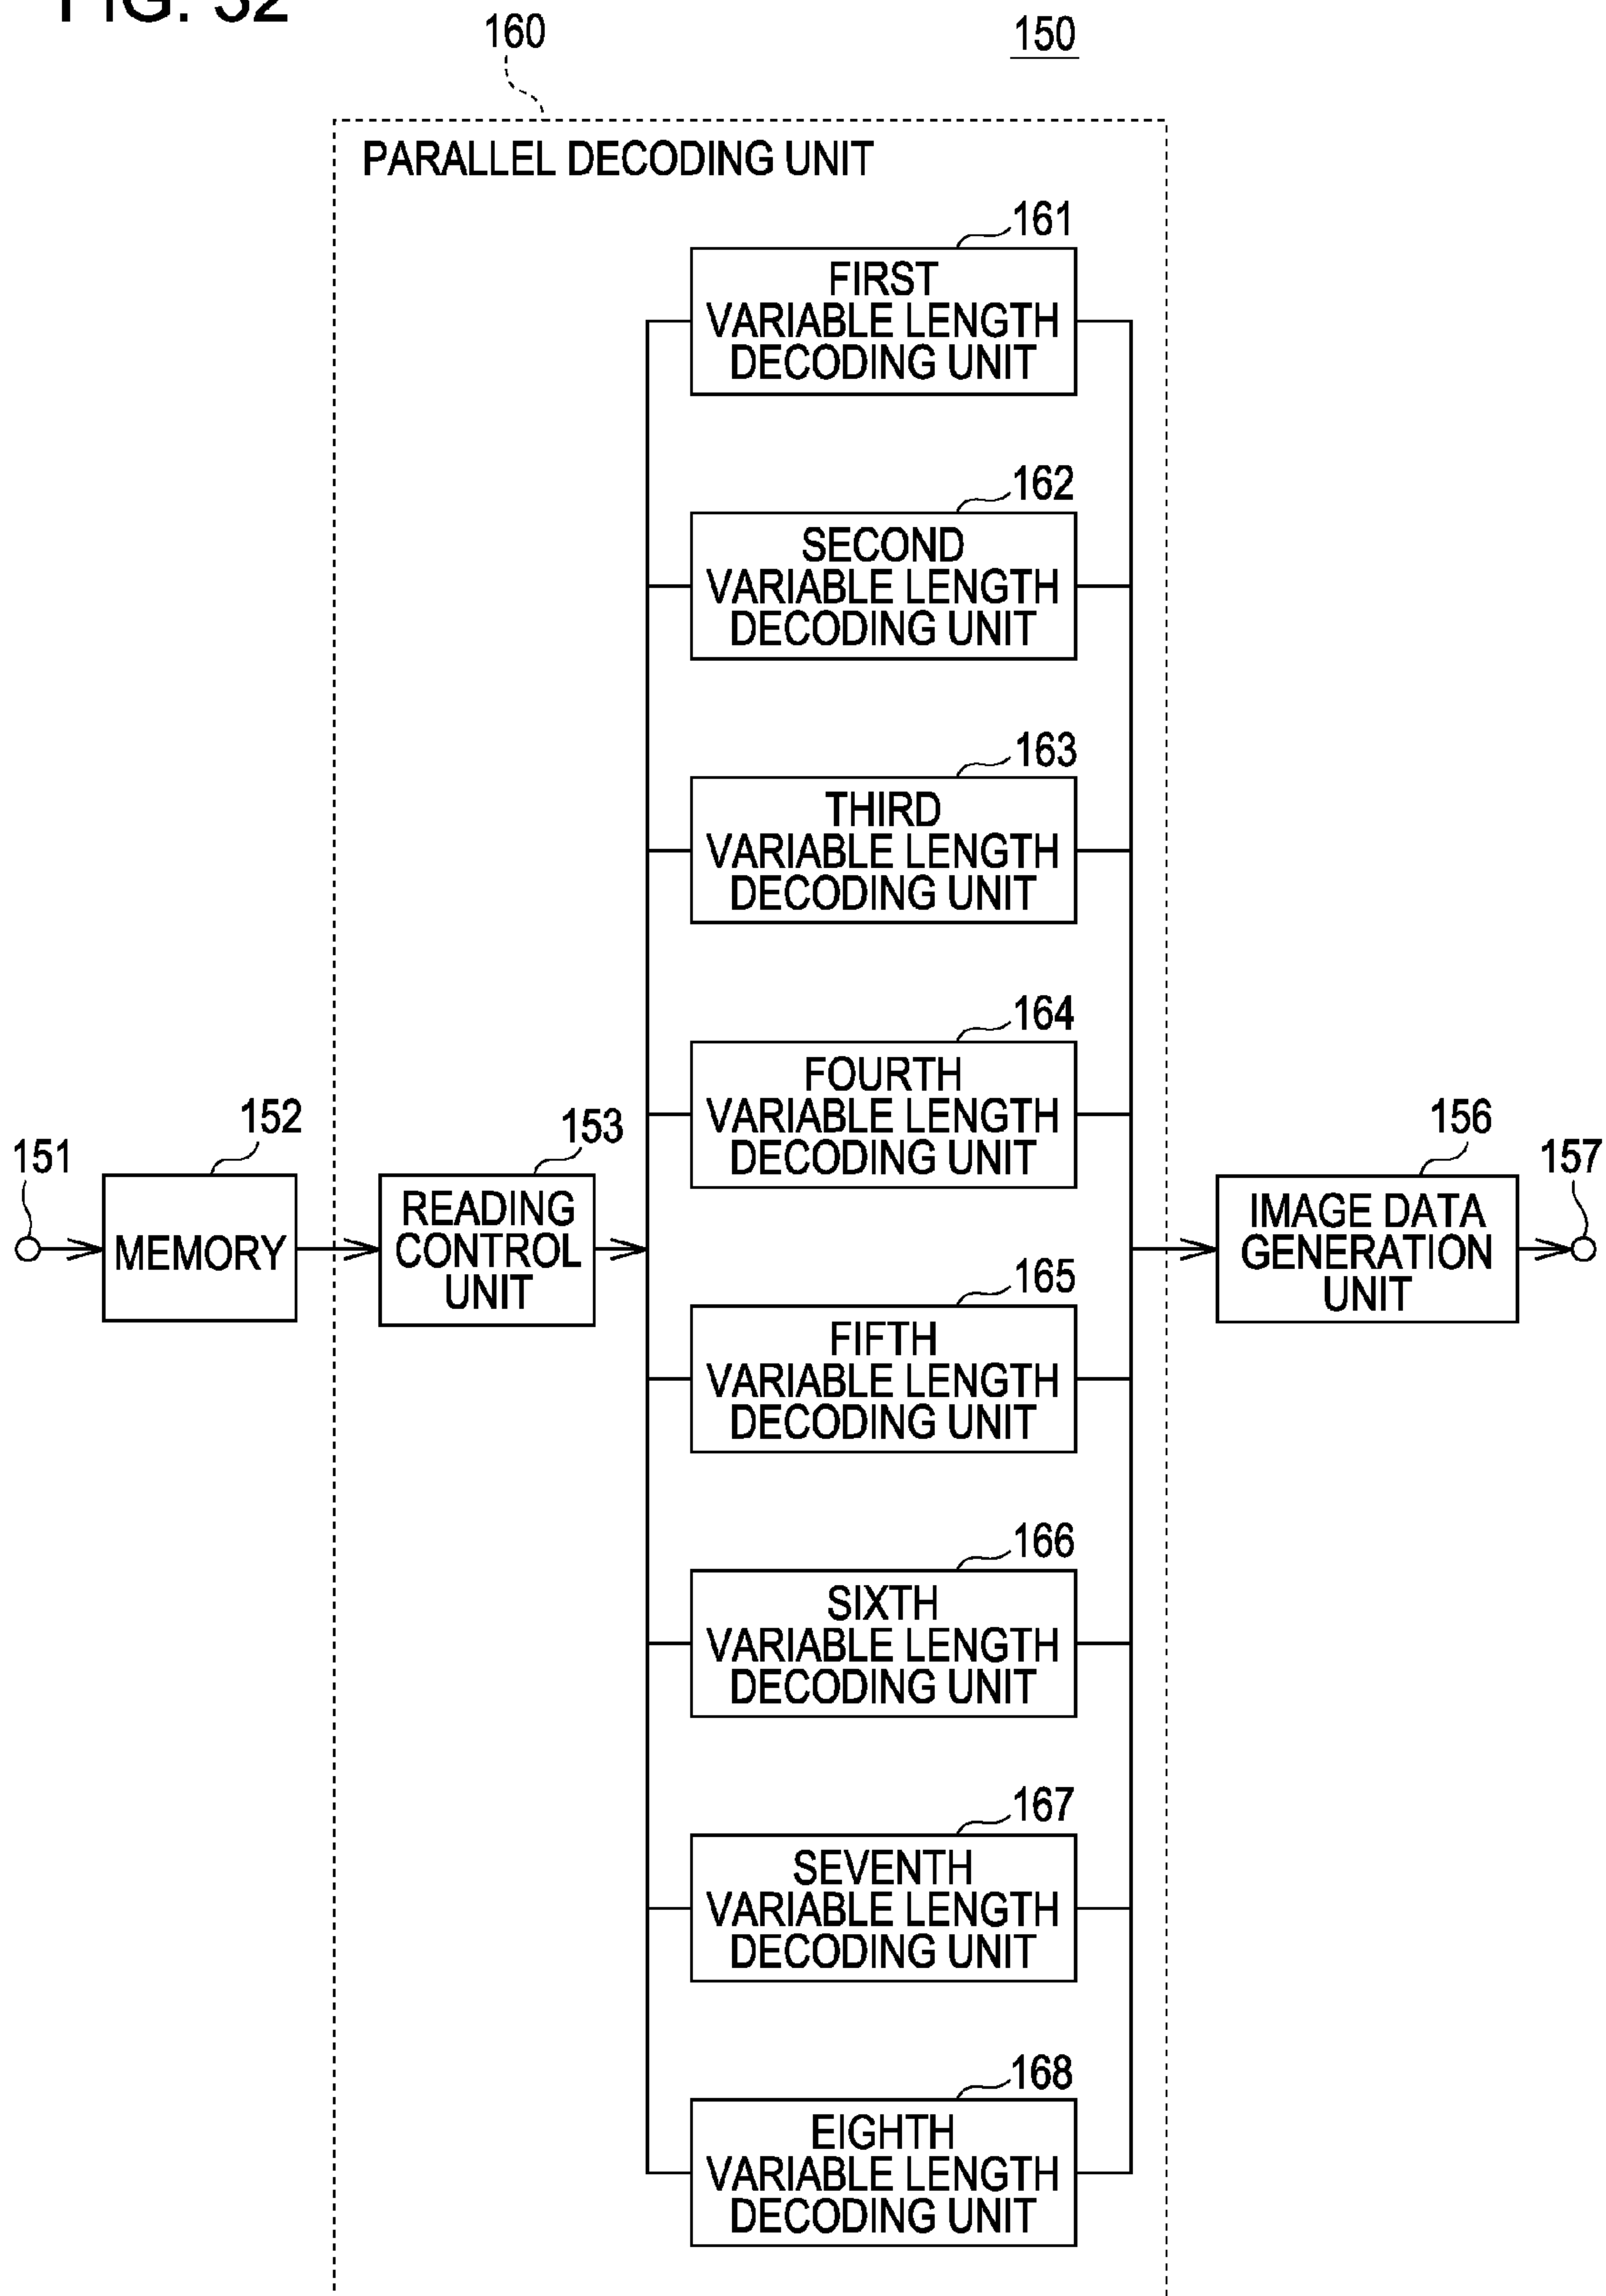 FIG. 32
160
150
PARALLEL DECODING UNIT
161
FIRST
VARIABLE LENGTH
DECODING UNIT
162
SECOND
VARIABLE LENGTH
DECODING UNIT
163
THIRD
VARIABLE LENGTH
DECODING UNIT
164
FOURTH
VARIABLE LENGTH
DECODING UNIT
151
152
MEMORY
153
READING
CONTROL
UNIT
156
IMAGE DATA
GENERATION
UNIT
157
165
FIFTH
VARIABLE LENGTH
DECODING UNIT
166
SIXTH
VARIABLE LENGTH
DECODING UNIT
167
SEVENTH
VARIABLE LENGTH
DECODING UNIT
168
EIGHTH
VARIABLE LENGTH
DECODING UNIT